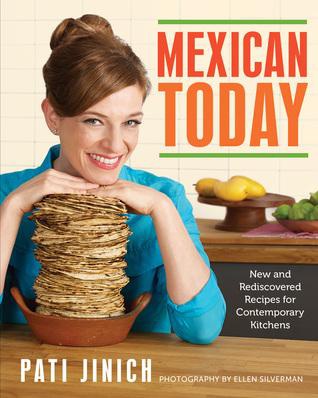 MEXICAN
TODAY
New and
Rediscovered
Recipes for
Contemporary
Kitchens
PATI JINICH PHOTOGRAPHY BY ELLEN SILVERMAN